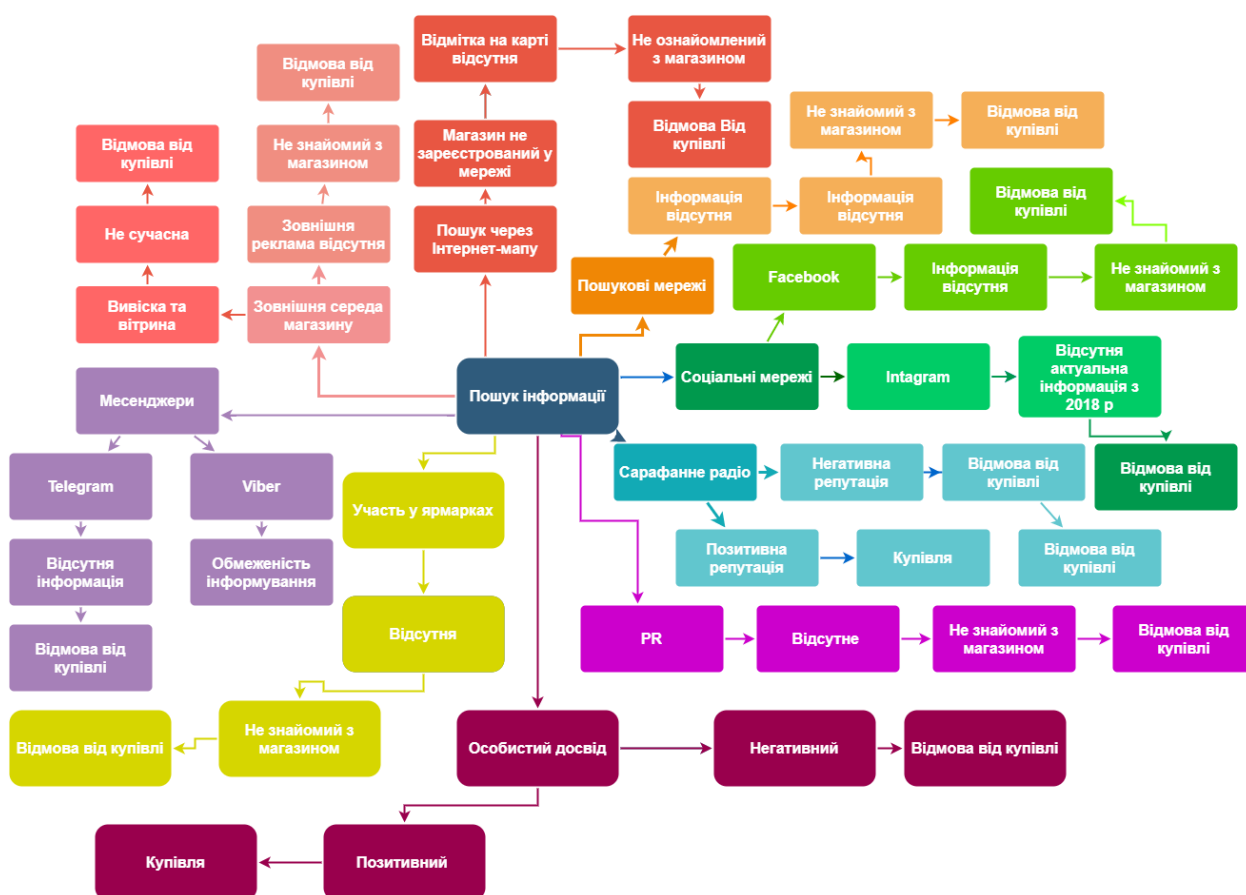 Відмітка на карті
відсутня
Не ознайомлений
з магазином
Відмова від
купівлі
Відмова Від
купівлі
Не знайомий з
магазином
Відмова від
купівлі
Відмова від
купівлі
Не знайомий з
магазином
Магазин не
зареєстрований у
мережі
Інформація
відсутня
Інформація
відсутня
Відмова від
купівлі
Не сучасна
Зовнішня
реклама відсутня
Пошук через
Інтернет-мапу
Пошукові мережі
Facebook
Інформація
відсутня
Не знайомий з
магазином
Вивіска та
вітрина
Зовнішня середа
магазину
Месенджери
Пошук інформації
Соціальні мережі
Intagram
Відсутня
актуальна
інформація з
2018 р
Telegram
Viber
Участь у ярмарках
Сарафанне радіо
Негативна
репутація
Відмова від
купівлі
Відмова від
купівлі
Відсутня
інформація
Обмеженість
інформування
Позитивна
репутація
Купівля
Відмова від
купівлі
Відмова від
купівлі
Відсутня
PR
Відсутне
Не знайомий з
магазином
Відмова від
купівлі
Відмова від купівлі
Не знайомий з
магазином
Особистий досвід
Негативний
Відмова від купівлі
Купівля
Позитивний